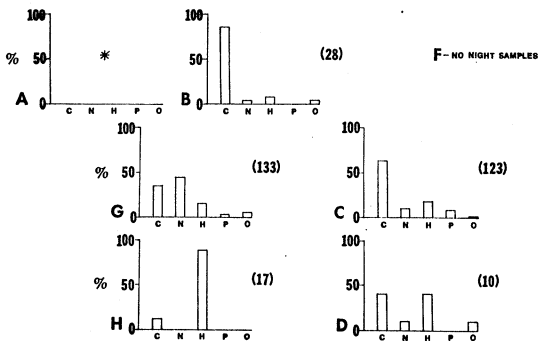 100
%
50
*
A
0
C N H P O
100
50
(28)
B
0
C N H P O
F– NO NIGHT SAMPLES
100
%
50
(133)
G
0
C N H P O
100
50
(123)
C
0
C N H P O
100
%
50
(17)
H
0
C N H P O
100
50
(10)
D
0
C N H P O